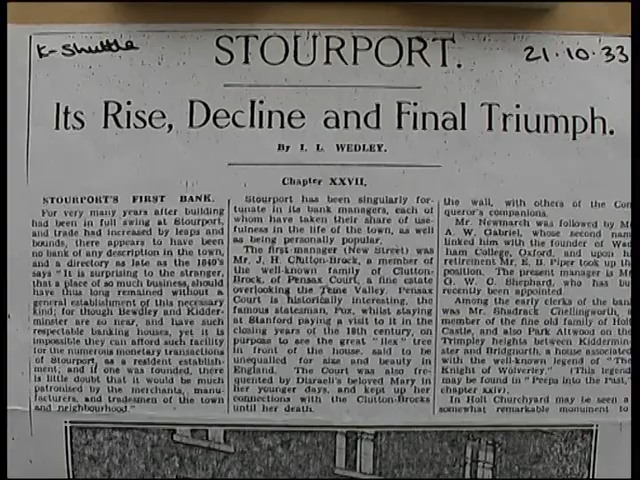 K-Shuttle
21.10.33
STOURPORT.
Its Rise, Decline and Final Triumph.
By I. L. WEDLEY.
Chapter XXVII.
STOURPORT'S FIRST BANK.
For very many years after building
had been in full swing at Stourport,
and trade had increased by leaps and
bounds, there appears to have been
no bank of any description in the town,
and a directory as late as the 1840's
says "It is surprising to the stranger,
that a place of so much business, should
have thus long remained without a
general establishment of this necessary
kind; for though Bewdley and Kidder-
minster are so near, and have such
respectable banking houses, yet it is
impossible they can afford such facility
for the numerous monetary transactions
of Stourport, as a resident establish-
ment, and if one was founded, there
is little doubt that it would be much
patronised by the merchants, manu-
facturers, and tradesmen of the town
and neighbourhood."
Stourport has been singularly for-
tunate in its bank managers, each of
whom have taken their share of use-
fulness in the life of the town, as well
as being personally popular.
The first manager (New Street) was
Mr. J. H. Clutton-Brock, a member of
the well-known family of Clutton-
Brock, of Pensax Court, a fine estate
overlooking the Teme Valley. Pensax
Court is historically interesting, the
famous statesman, Fox, whilst staying
at Stanford paying a visit to it in the
closing years of the 18th century, on
purpose to see the great "ilex" tree
in front of the house, said to be
unequalled for size and beauty in
England. The Court was also fre-
quented by Disraeli's beloved Mary in
her younger days, and kept up her
connections with the Clutton-Brocks
until her death.
the wall, with others of the Con
queror's companions.
Mr. Newmarch was followed by M
A. W. Gabriel, whose second nam
linked him with the founder of Wad
ham College, Oxford, and upon h
retirement Mr. E. B. Piper took up th
position. The present manager is M
G. W. C. Shephard, who has bu
recently been appointed.
Among the early clerks of the ban
was Mr. Shadrack Chellingworth, a
member of the fine old family of Holt
Castle, and also Park Attwood on the
Trimpley heights between Kiddermin
ster and Bridgnorth, a house associated
with the well-known legend of "The
Knight of Wolverley." (This legend
may be found in "Peeps into the Past,"
chapter xxiv).
In Holt Churchyard may be seen a
somewhat remarkable monument to